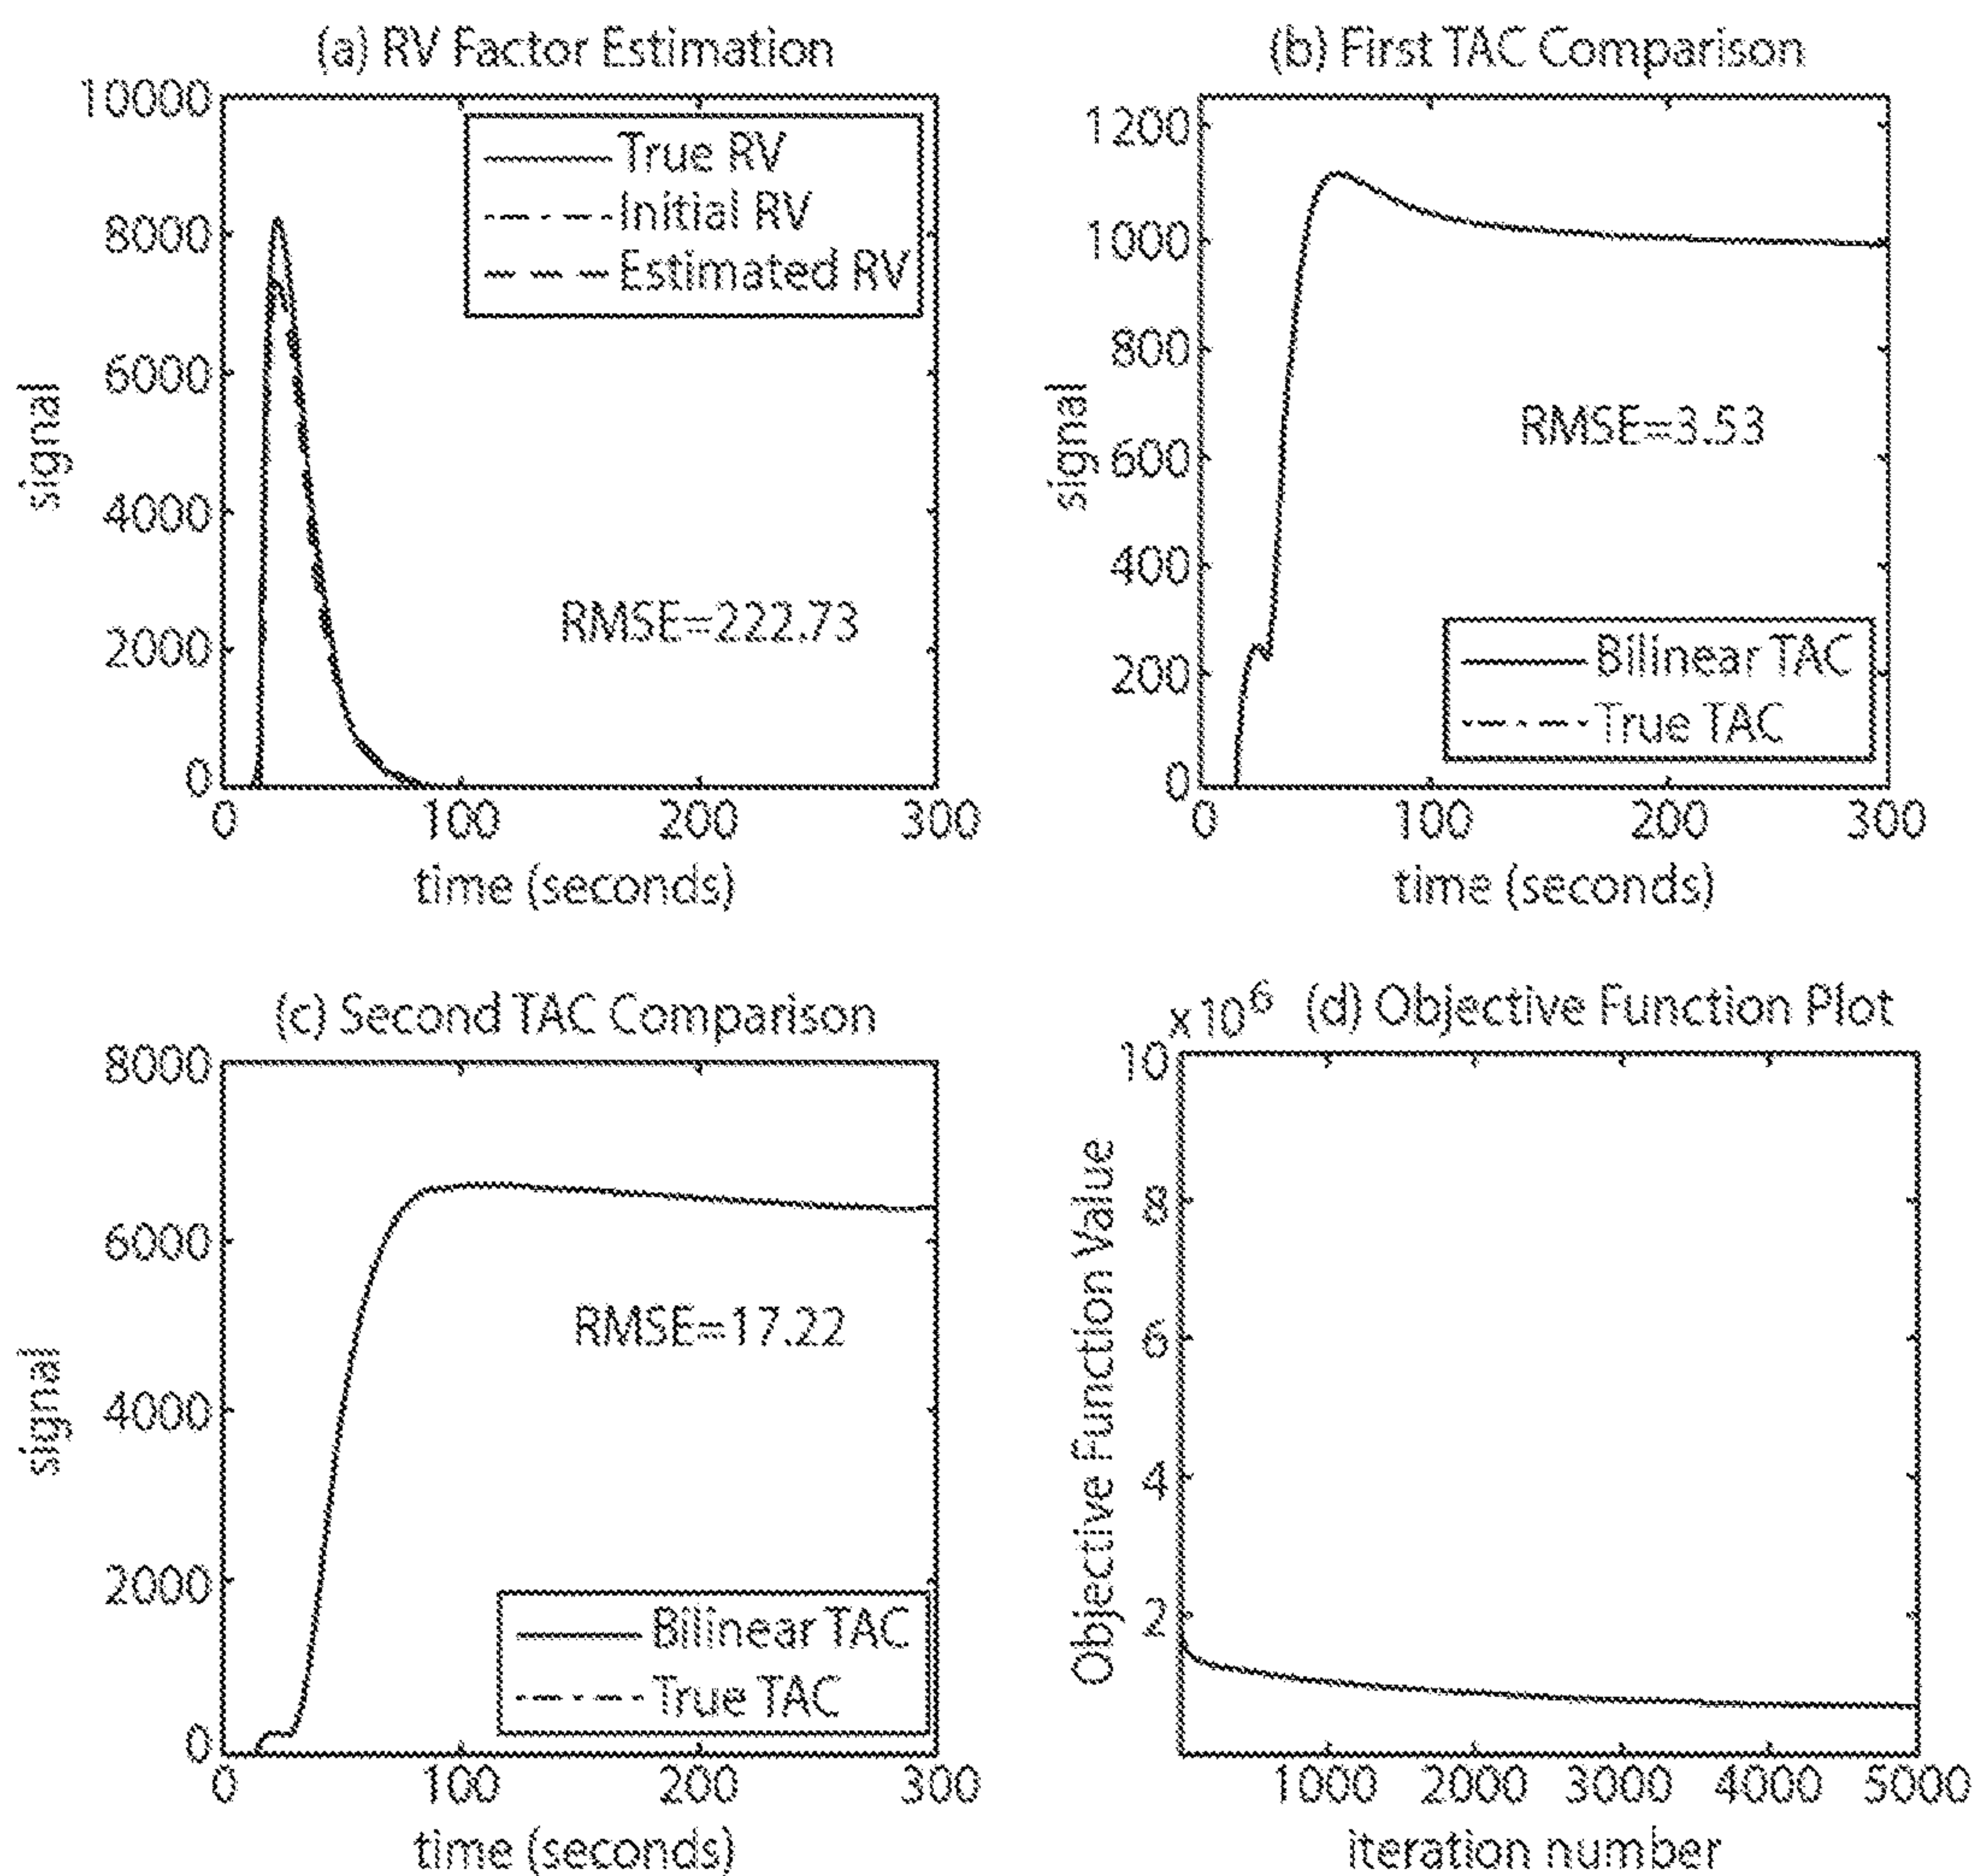 (a) RV Factor Estimation
10000
8000
6000
4000
2000
0
signal
True RV
Initial RV
Estimated RV
RMSE=222.73
0 100 200 300
time (seconds)
(b) First TAC Comparison
1200
1000
800
600
400
200
0
signal
RMSE=3.53
Bilinear TAC
True TAC
0 100 200 300
time (seconds)
(c) Second TAC Comparison
8000
6000
4000
2000
0
signal
RMSE=17.22
Bilinear TAC
True TAC
0 100 200 300
time (seconds)
x10⁶ (d) Objective Function Plot
10
8
6
4
2
Objective Function Value
1000 2000 3000 4000 5000
iteration number